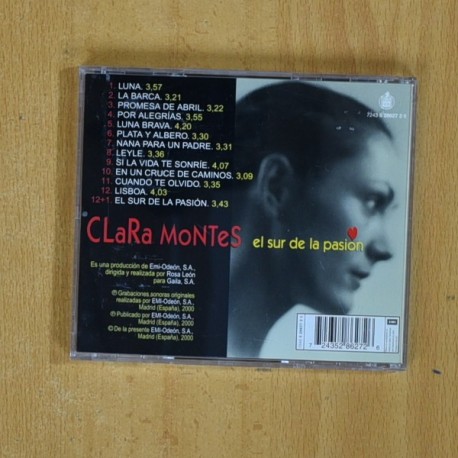 1. LUNA. 3,57
2. LA BARCA. 3,21
3. PROMESA DE ABRIL. 3,22
4. POR ALEGRÍAS. 3,55
5. LUNA BRAVA. 4,20
6. PLATA Y ALBERO. 3,30
7. NANA PARA UN PADRE. 3,31
8. LEYLE. 3,36
9. SI LA VIDA TE SONRÍE. 4,07
10. EN UN CRUCE DE CAMINOS. 3,09
11. CUANDO TE OLVIDO. 3,35
12. LISBOA. 4,03
12+1. EL SUR DE LA PASIÓN. 3,43
CLaRa MoNTeS el sur de la pasión
Es una producción de Emi-Odeón, S.A.,
dirigida y realizada por Rosa León
para Gaila, S.A.
℗ Grabaciones sonoras originales
realizadas por EMI-Odeón, S.A.,
Madrid (España), 2000
℗ Publicado por EMI-Odeón, S.A.,
Madrid (España), 2000
© De la presente EMI-Odeón, S.A.,
Madrid (España), 2000